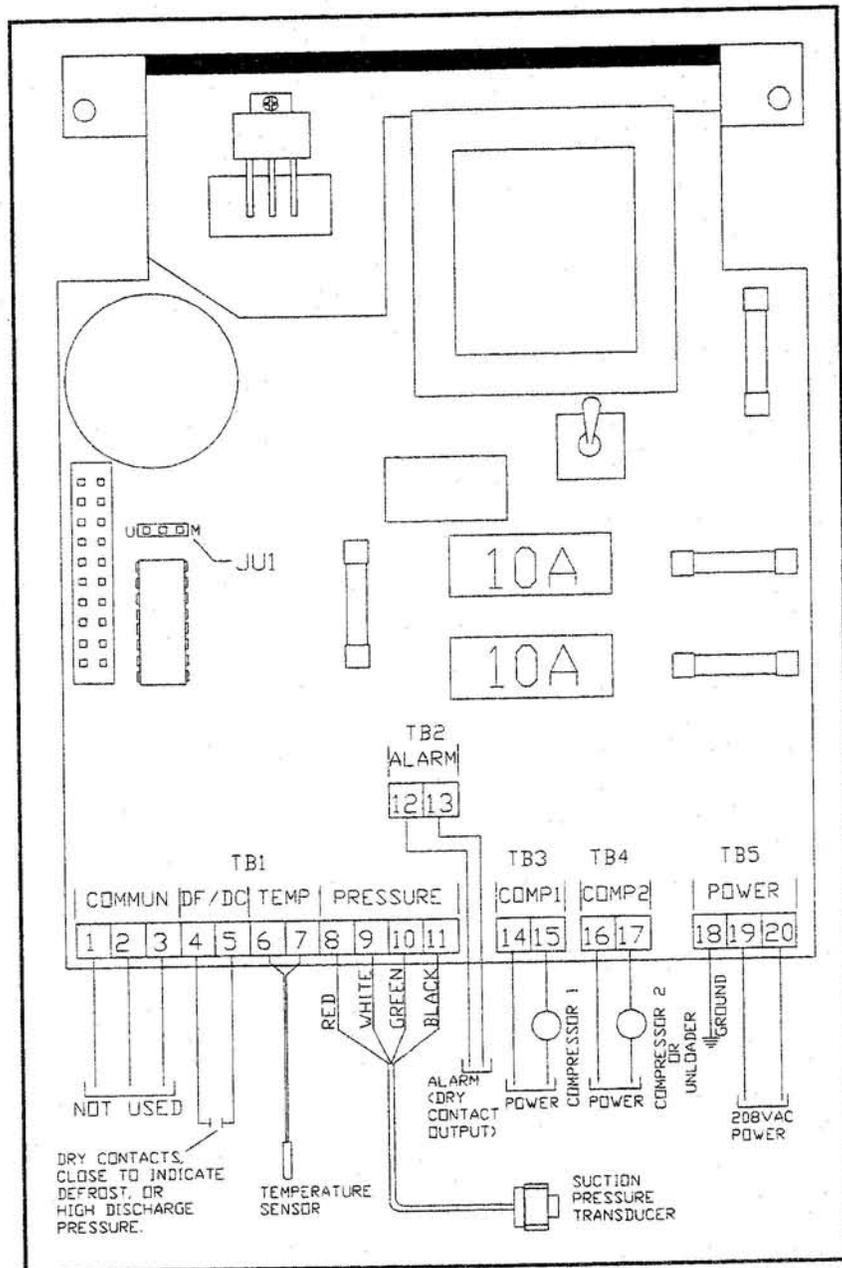 U M
JU1
10A
10A
TB2
ALARM
12 13
TB1
TB3
TB4
TB5
COMMUN DF/DC TEMP PRESSURE
COMP1
COMP2
POWER
1 2 3 4 5 6 7 8 9 10 11
14 15
16 17
18 19 20
RED
WHITE
GREEN
BLACK
COMPRESSOR 1
COMPRESSOR 2
OR
UNLOADER
GROUND
NOT USED
ALARM
(DRY
CONTACT
OUTPUT)
POWER
POWER
208VAC
POWER
DRY CONTACTS,
CLOSE TO INDICATE
DEFROST, OR
HIGH DISCHARGE
PRESSURE.
TEMPERATURE
SENSOR
SUCTION
PRESSURE
TRANSDUCER